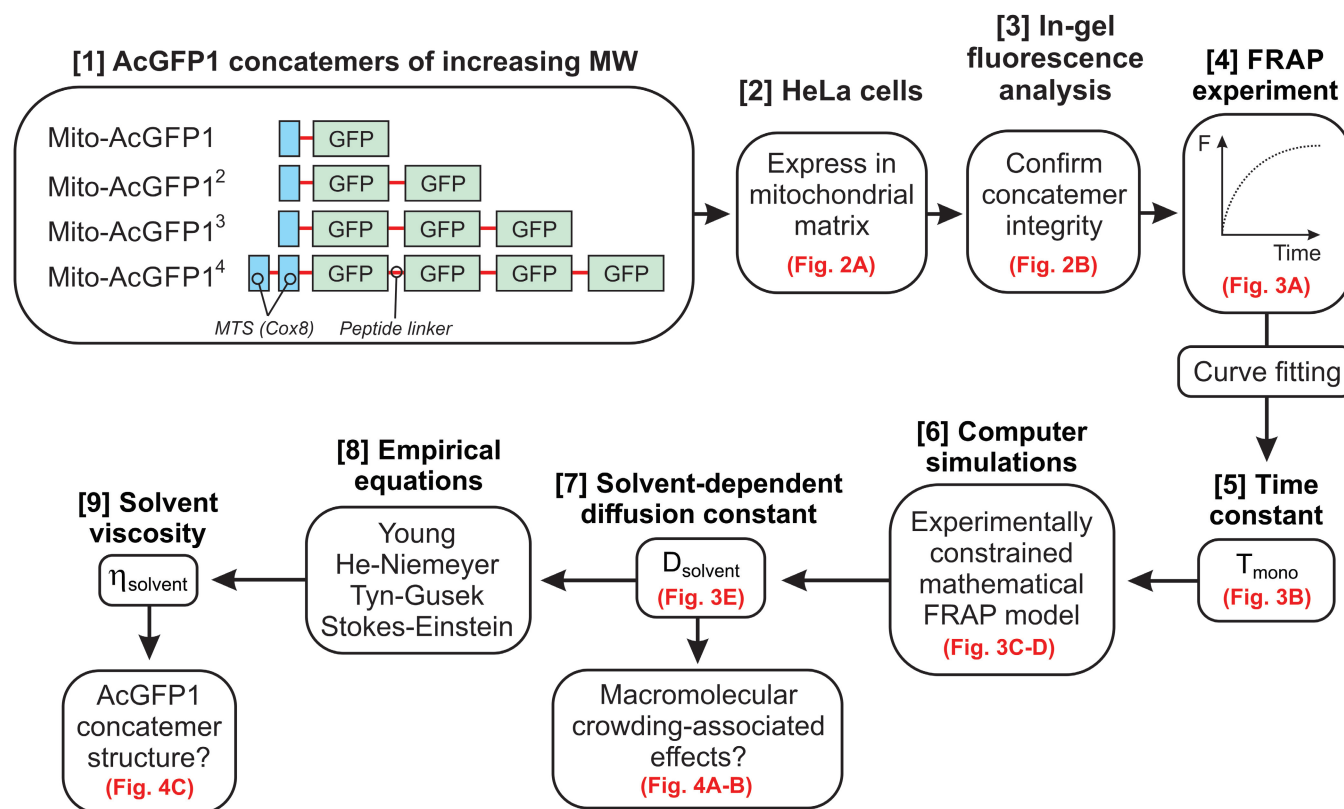 [1] AcGFP1 concatemers of increasing MW
Mito-AcGFP1
GFP
Mito-AcGFP1²
GFP GFP
Mito-AcGFP1³
GFP GFP GFP
Mito-AcGFP1⁴
GFP GFP GFP GFP
MTS (Cox8)
Peptide linker
[2] HeLa cells
Express in
mitochondrial
matrix
(Fig. 2A)
[3] In-gel
fluorescence
analysis
Confirm
concatemer
integrity
(Fig. 2B)
[4] FRAP
experiment
F
Time
(Fig. 3A)
Curve fitting
[5] Time
constant
Tmono
(Fig. 3B)
[6] Computer
simulations
Experimentally
constrained
mathematical
FRAP model
(Fig. 3C-D)
[7] Solvent-dependent
diffusion constant
Dsolvent
(Fig. 3E)
Macromolecular
crowding-associated
effects?
(Fig. 4A-B)
[8] Empirical
equations
Young
He-Niemeyer
Tyn-Gusek
Stokes-Einstein
[9] Solvent
viscosity
ηsolvent
AcGFP1
concatemer
structure?
(Fig. 4C)